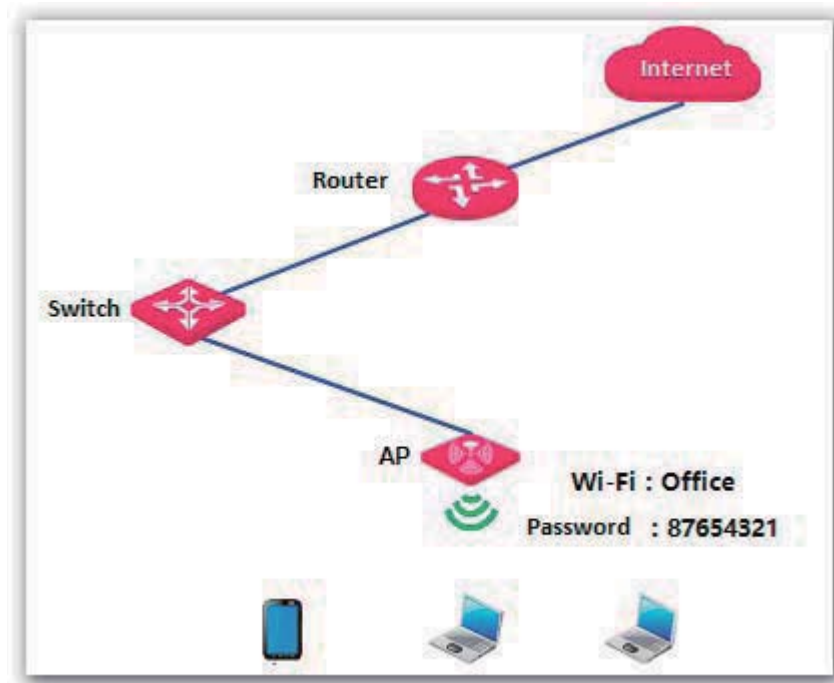 Internet
Router
Switch
AP
Wi-Fi : Office
Password : 87654321